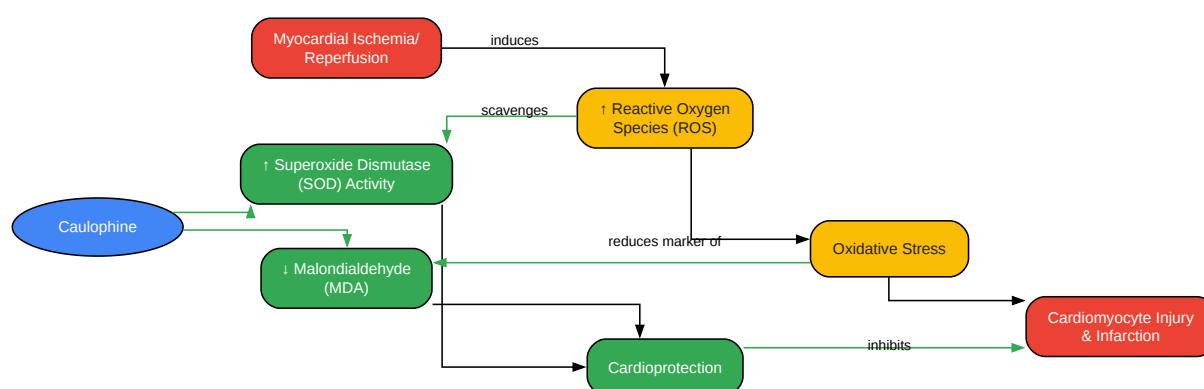 Myocardial Ischemia/
Reperfusion
induces
↑ Reactive Oxygen
Species (ROS)
scavenges
↑ Superoxide Dismutase
(SOD) Activity
Caulophine
reduces marker of
Oxidative Stress
↓ Malondialdehyde
(MDA)
Cardiomyocyte Injury
& Infarction
inhibits
Cardioprotection